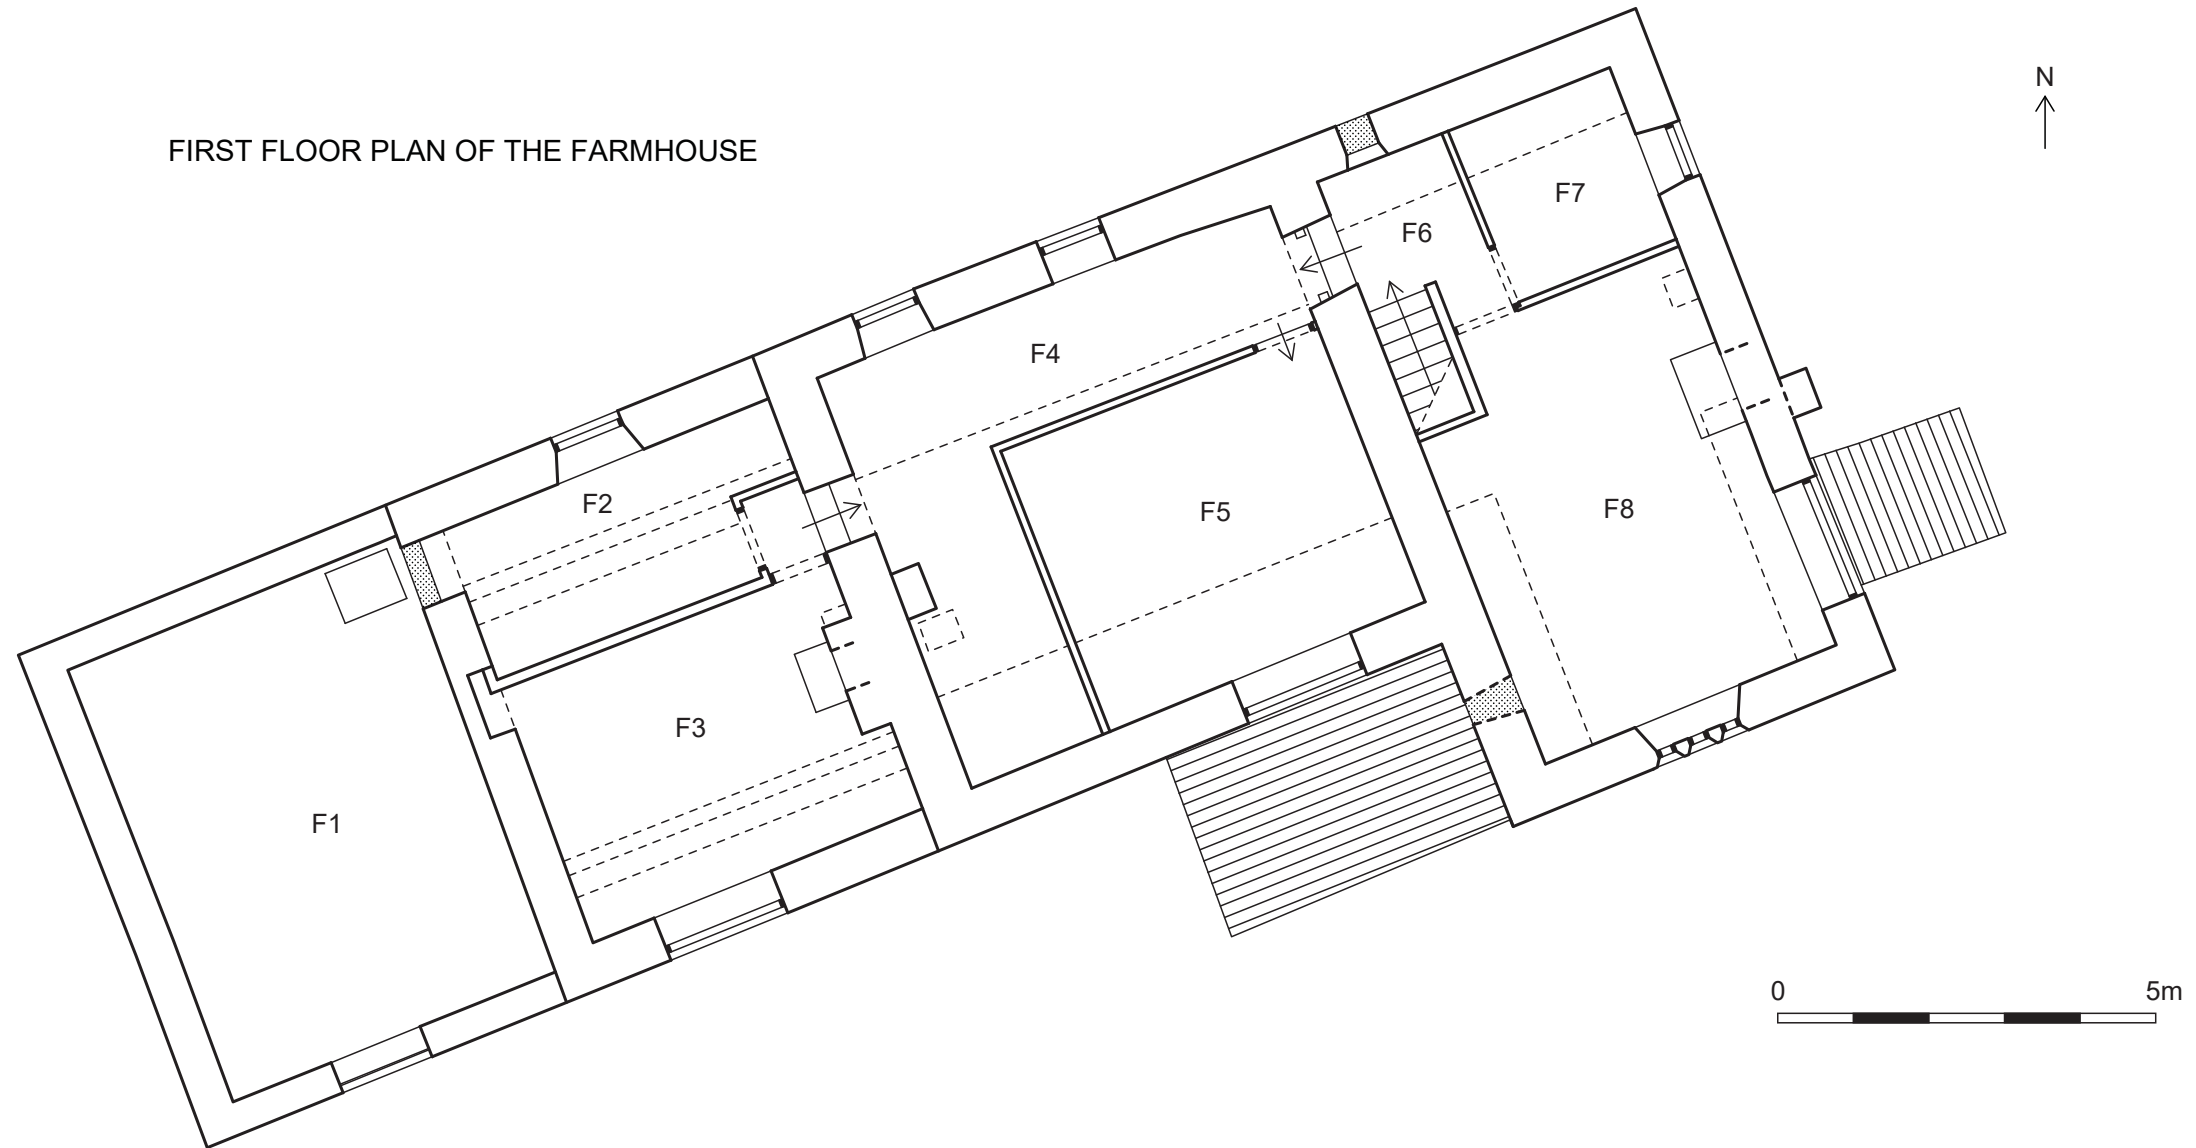 N
FIRST FLOOR PLAN OF THE FARMHOUSE
F7
F6
F4
F2
F5
F8
F3
F1
0 5m